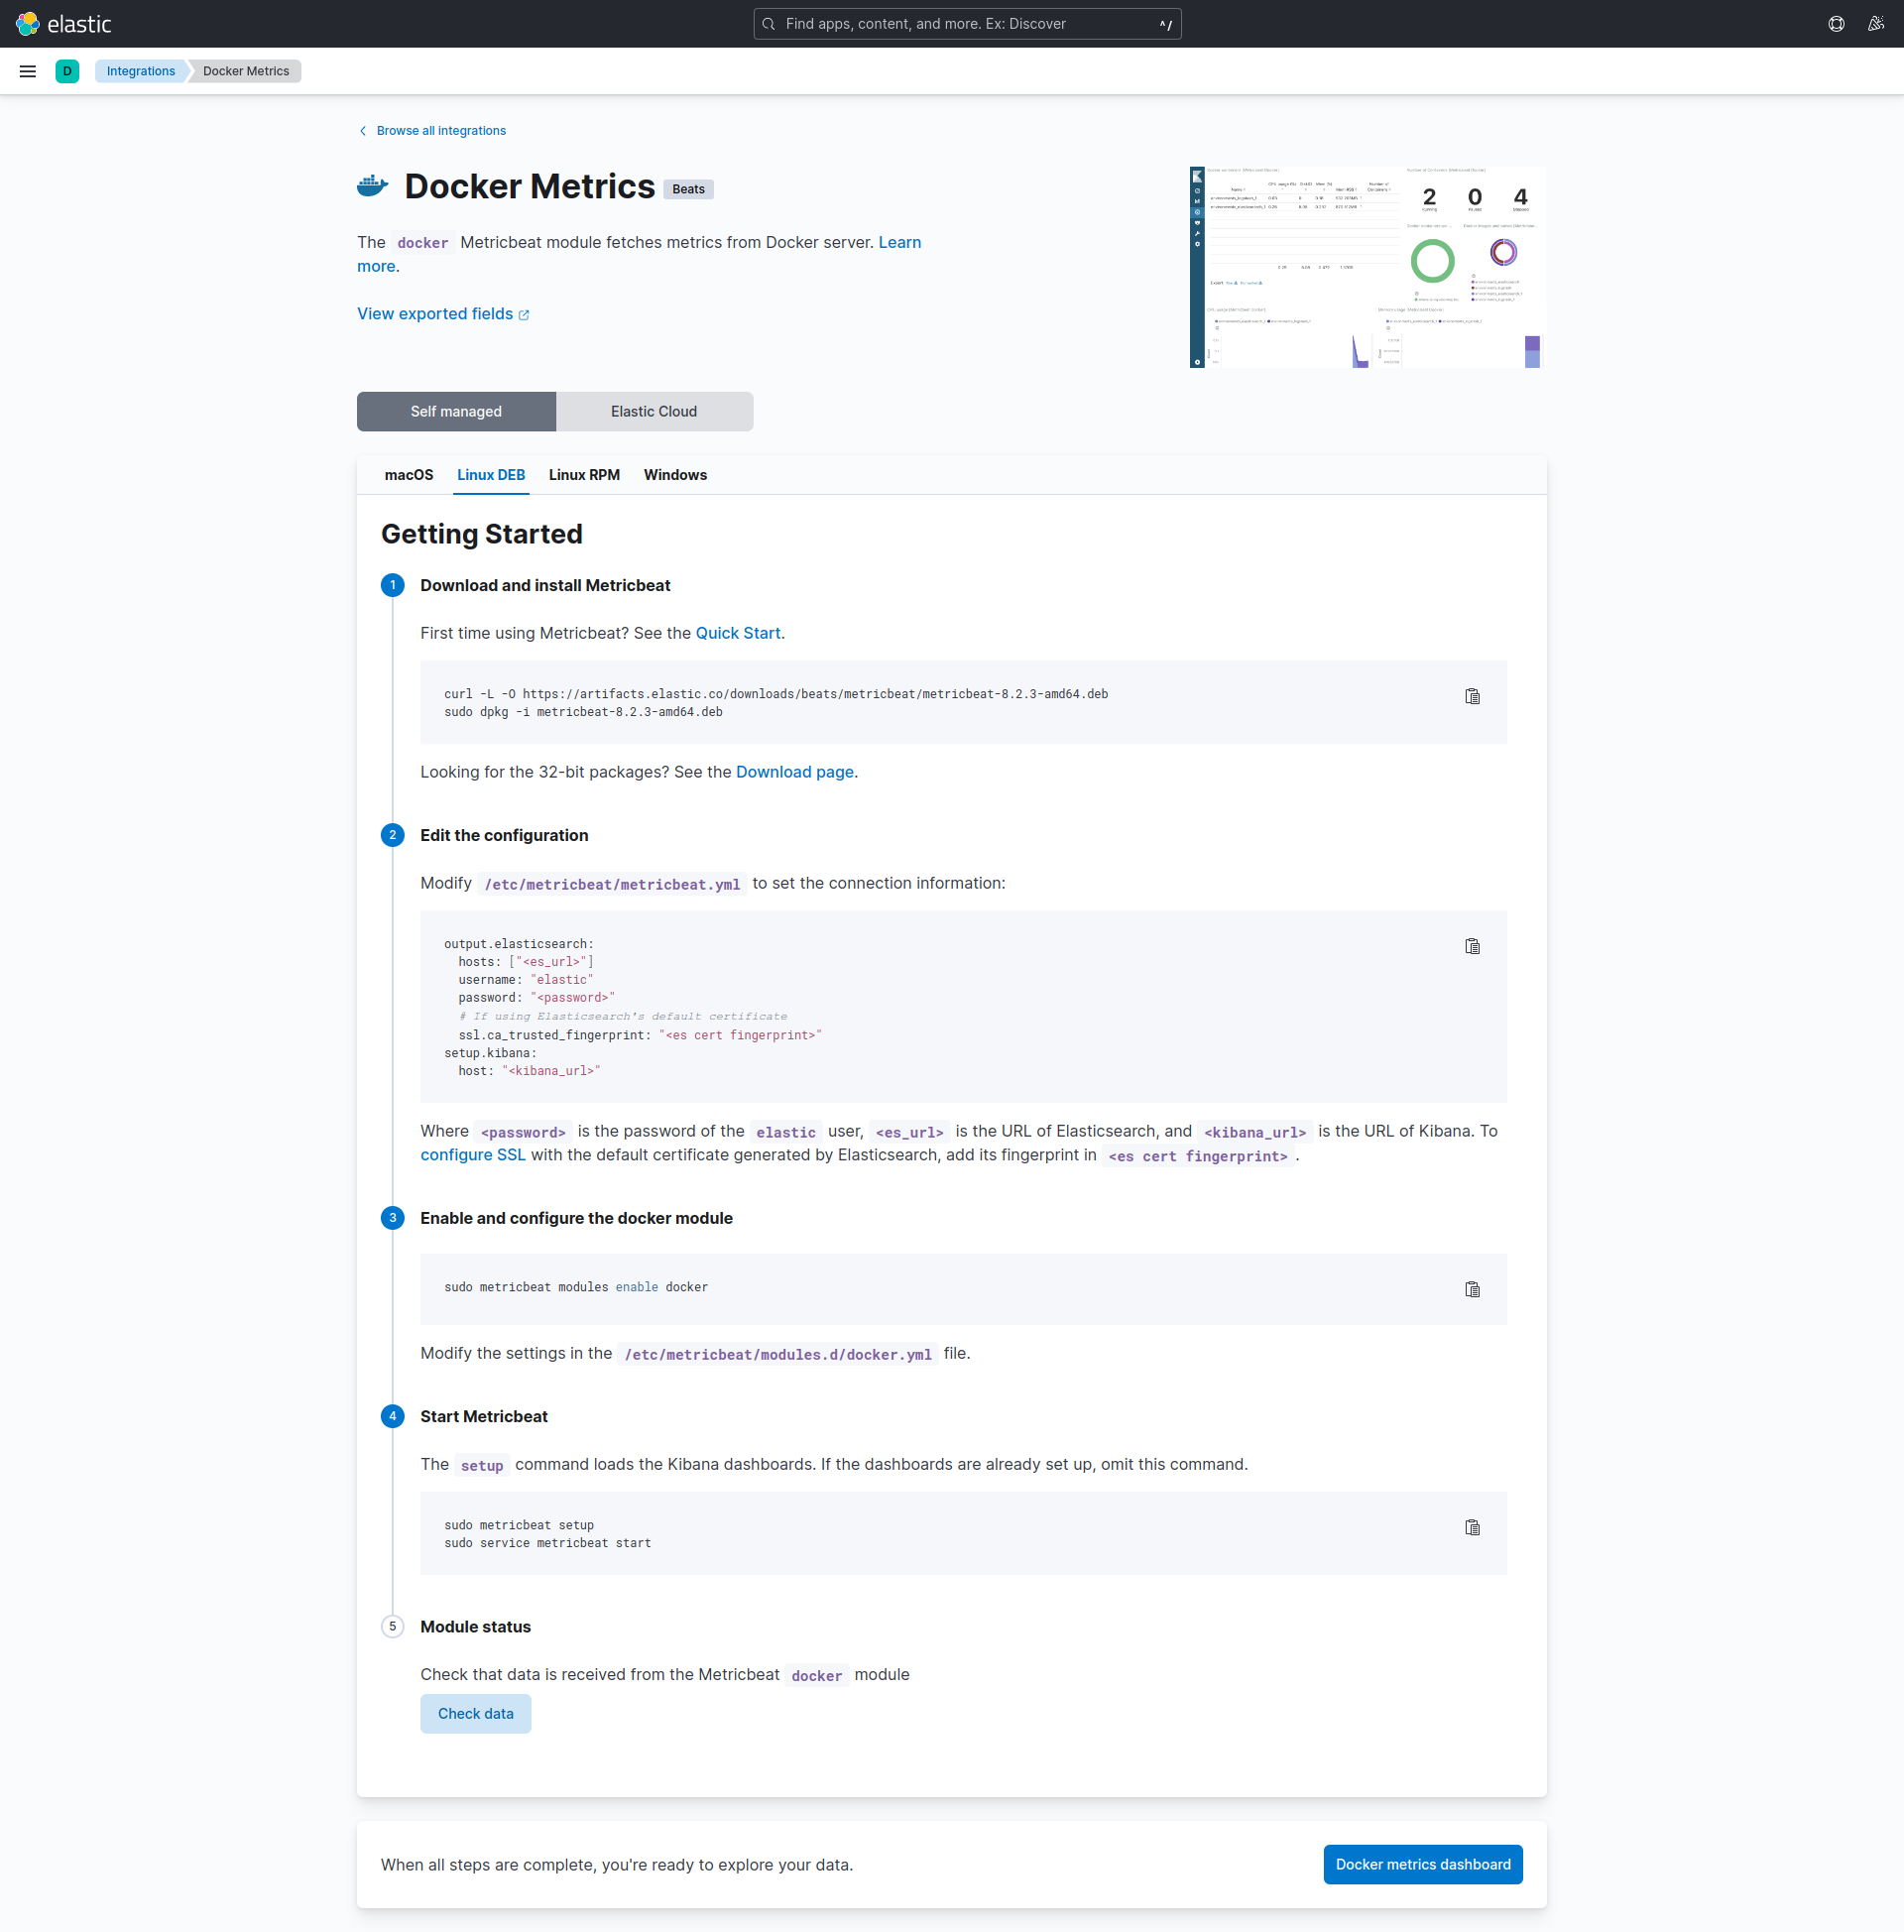 elastic
Find apps, content, and more. Ex: Discover
^/
D
Integrations
Docker Metrics
Browse all integrations
Docker Metrics
Beats
The docker Metricbeat module fetches metrics from Docker server. Learn
more.
View exported fields
2 0 4
Self managed
Elastic Cloud
macOS
Linux DEB
Linux RPM
Windows
Getting Started
1
Download and install Metricbeat
First time using Metricbeat? See the Quick Start.
curl -L -O https://artifacts.elastic.co/downloads/beats/metricbeat/metricbeat-8.2.3-amd64.deb
sudo dpkg -i metricbeat-8.2.3-amd64.deb
Looking for the 32-bit packages? See the Download page.
2
Edit the configuration
Modify /etc/metricbeat/metricbeat.yml to set the connection information:
output.elasticsearch:
hosts: ["<es_url>"]
username: "elastic"
password: "<password>"
# If using Elasticsearch's default certificate
ssl.ca_trusted_fingerprint: "<es cert fingerprint>"
setup.kibana:
host: "<kibana_url>"
Where <password> is the password of the elastic user, <es_url> is the URL of Elasticsearch, and <kibana_url> is the URL of Kibana. To
configure SSL with the default certificate generated by Elasticsearch, add its fingerprint in <es cert fingerprint>.
3
Enable and configure the docker module
sudo metricbeat modules enable docker
Modify the settings in the /etc/metricbeat/modules.d/docker.yml file.
4
Start Metricbeat
The setup command loads the Kibana dashboards. If the dashboards are already set up, omit this command.
sudo metricbeat setup
sudo service metricbeat start
5
Module status
Check that data is received from the Metricbeat docker module
Check data
When all steps are complete, you're ready to explore your data.
Docker metrics dashboard